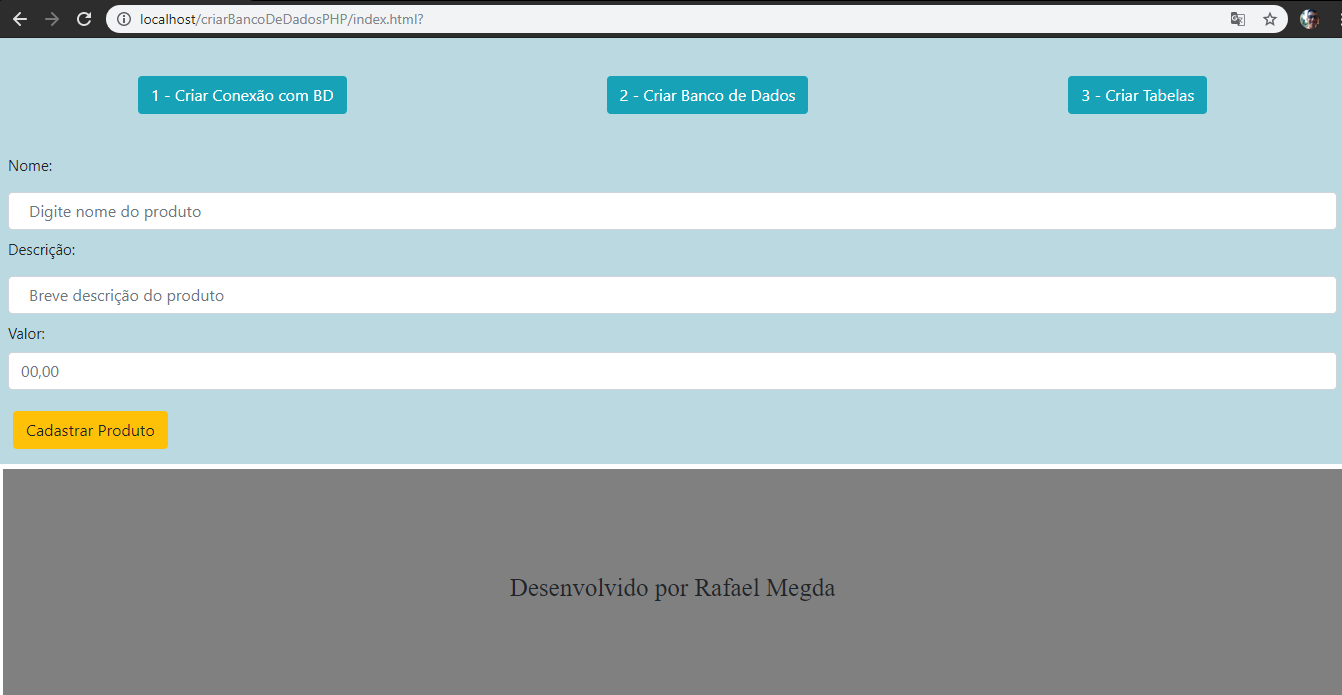 localhost/criarBancoDeDadosPHP/index.html?
1 - Criar Conexão com BD
2 - Criar Banco de Dados
3 - Criar Tabelas
Nome:
Digite nome do produto
Descrição:
Breve descrição do produto
Valor:
00,00
Cadastrar Produto
Desenvolvido por Rafael Megda